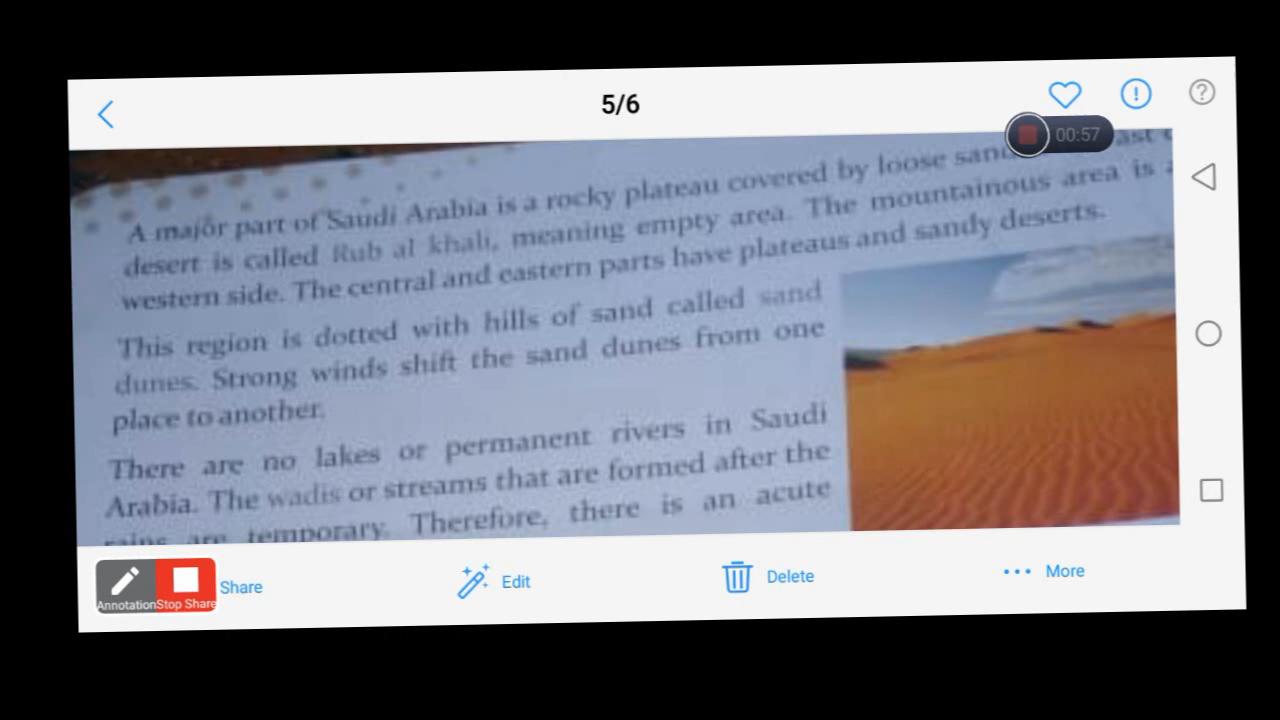 5/6
00:57
A major part of Saudi Arabia is a rocky plateau covered by loose
desert is called Rub al khali, meaning empty area. The mountainous area is
western side. The central and eastern parts have plateaus and sandy deserts.
This region is dotted with hills of sand called sand
dunes. Strong winds shift the sand dunes from one
place to another.
There are no lakes or permanent rivers in Saudi
Arabia. The wadis or streams that are formed after the
rains are temporary. Therefore, there is an acute
Annotation
Stop Share
Share
Edit
Delete
More